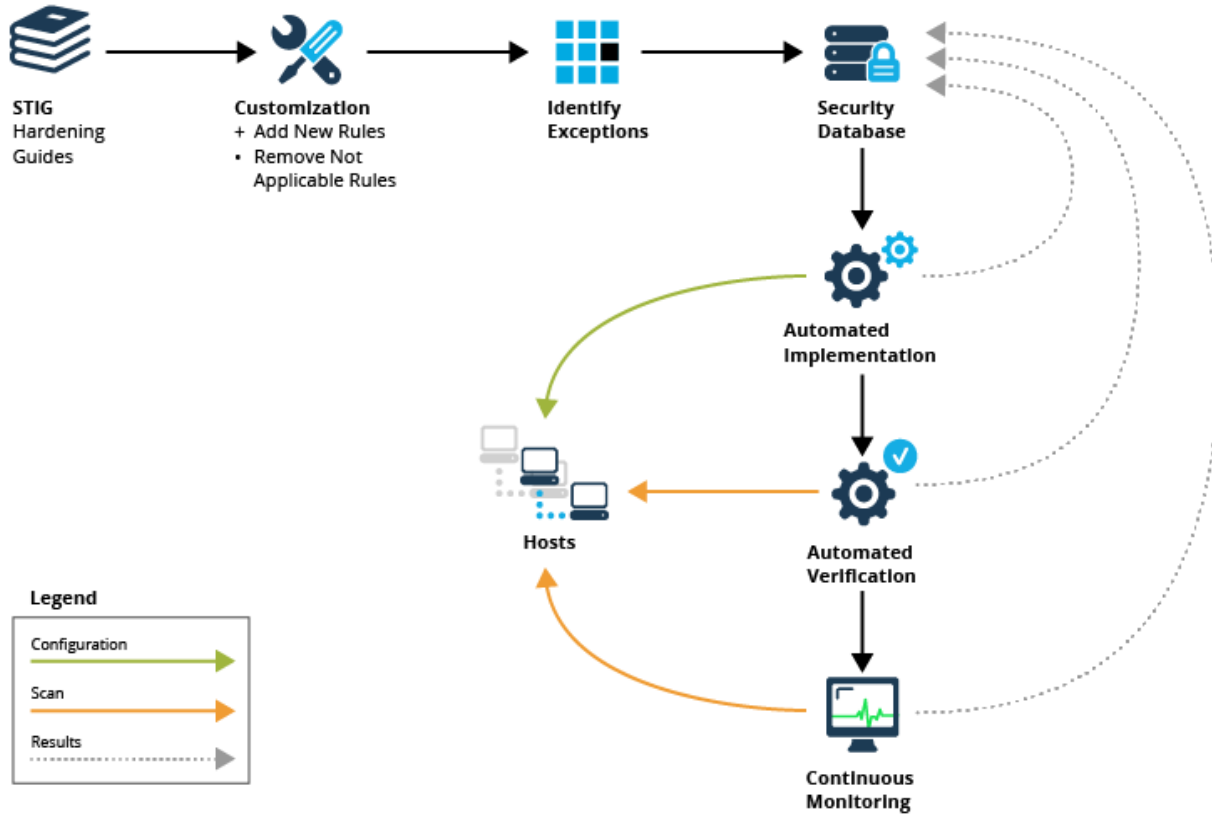 STIG
Hardening
Guides
Customization
+ Add New Rules
• Remove Not
Applicable Rules
Identify
Exceptions
Security
Database
Automated
Implementation
Automated
Verification
Hosts
Continuous
Monitoring
Legend
Configuration
Scan
Results